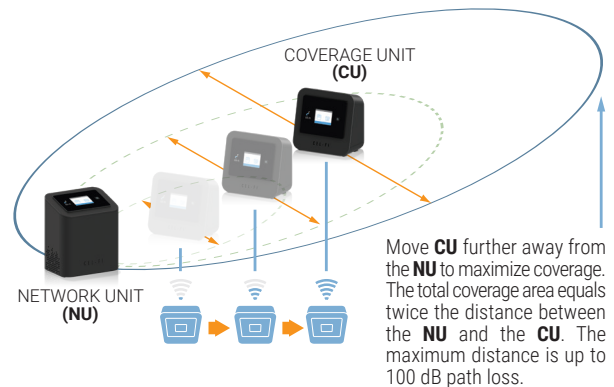 COVERAGE UNIT
(CU)
NETWORK UNIT
(NU)
Move CU further away from
the NU to maximize coverage.
The total coverage area equals
twice the distance between
the NU and the CU. The
maximum distance is up to
100 dB path loss.